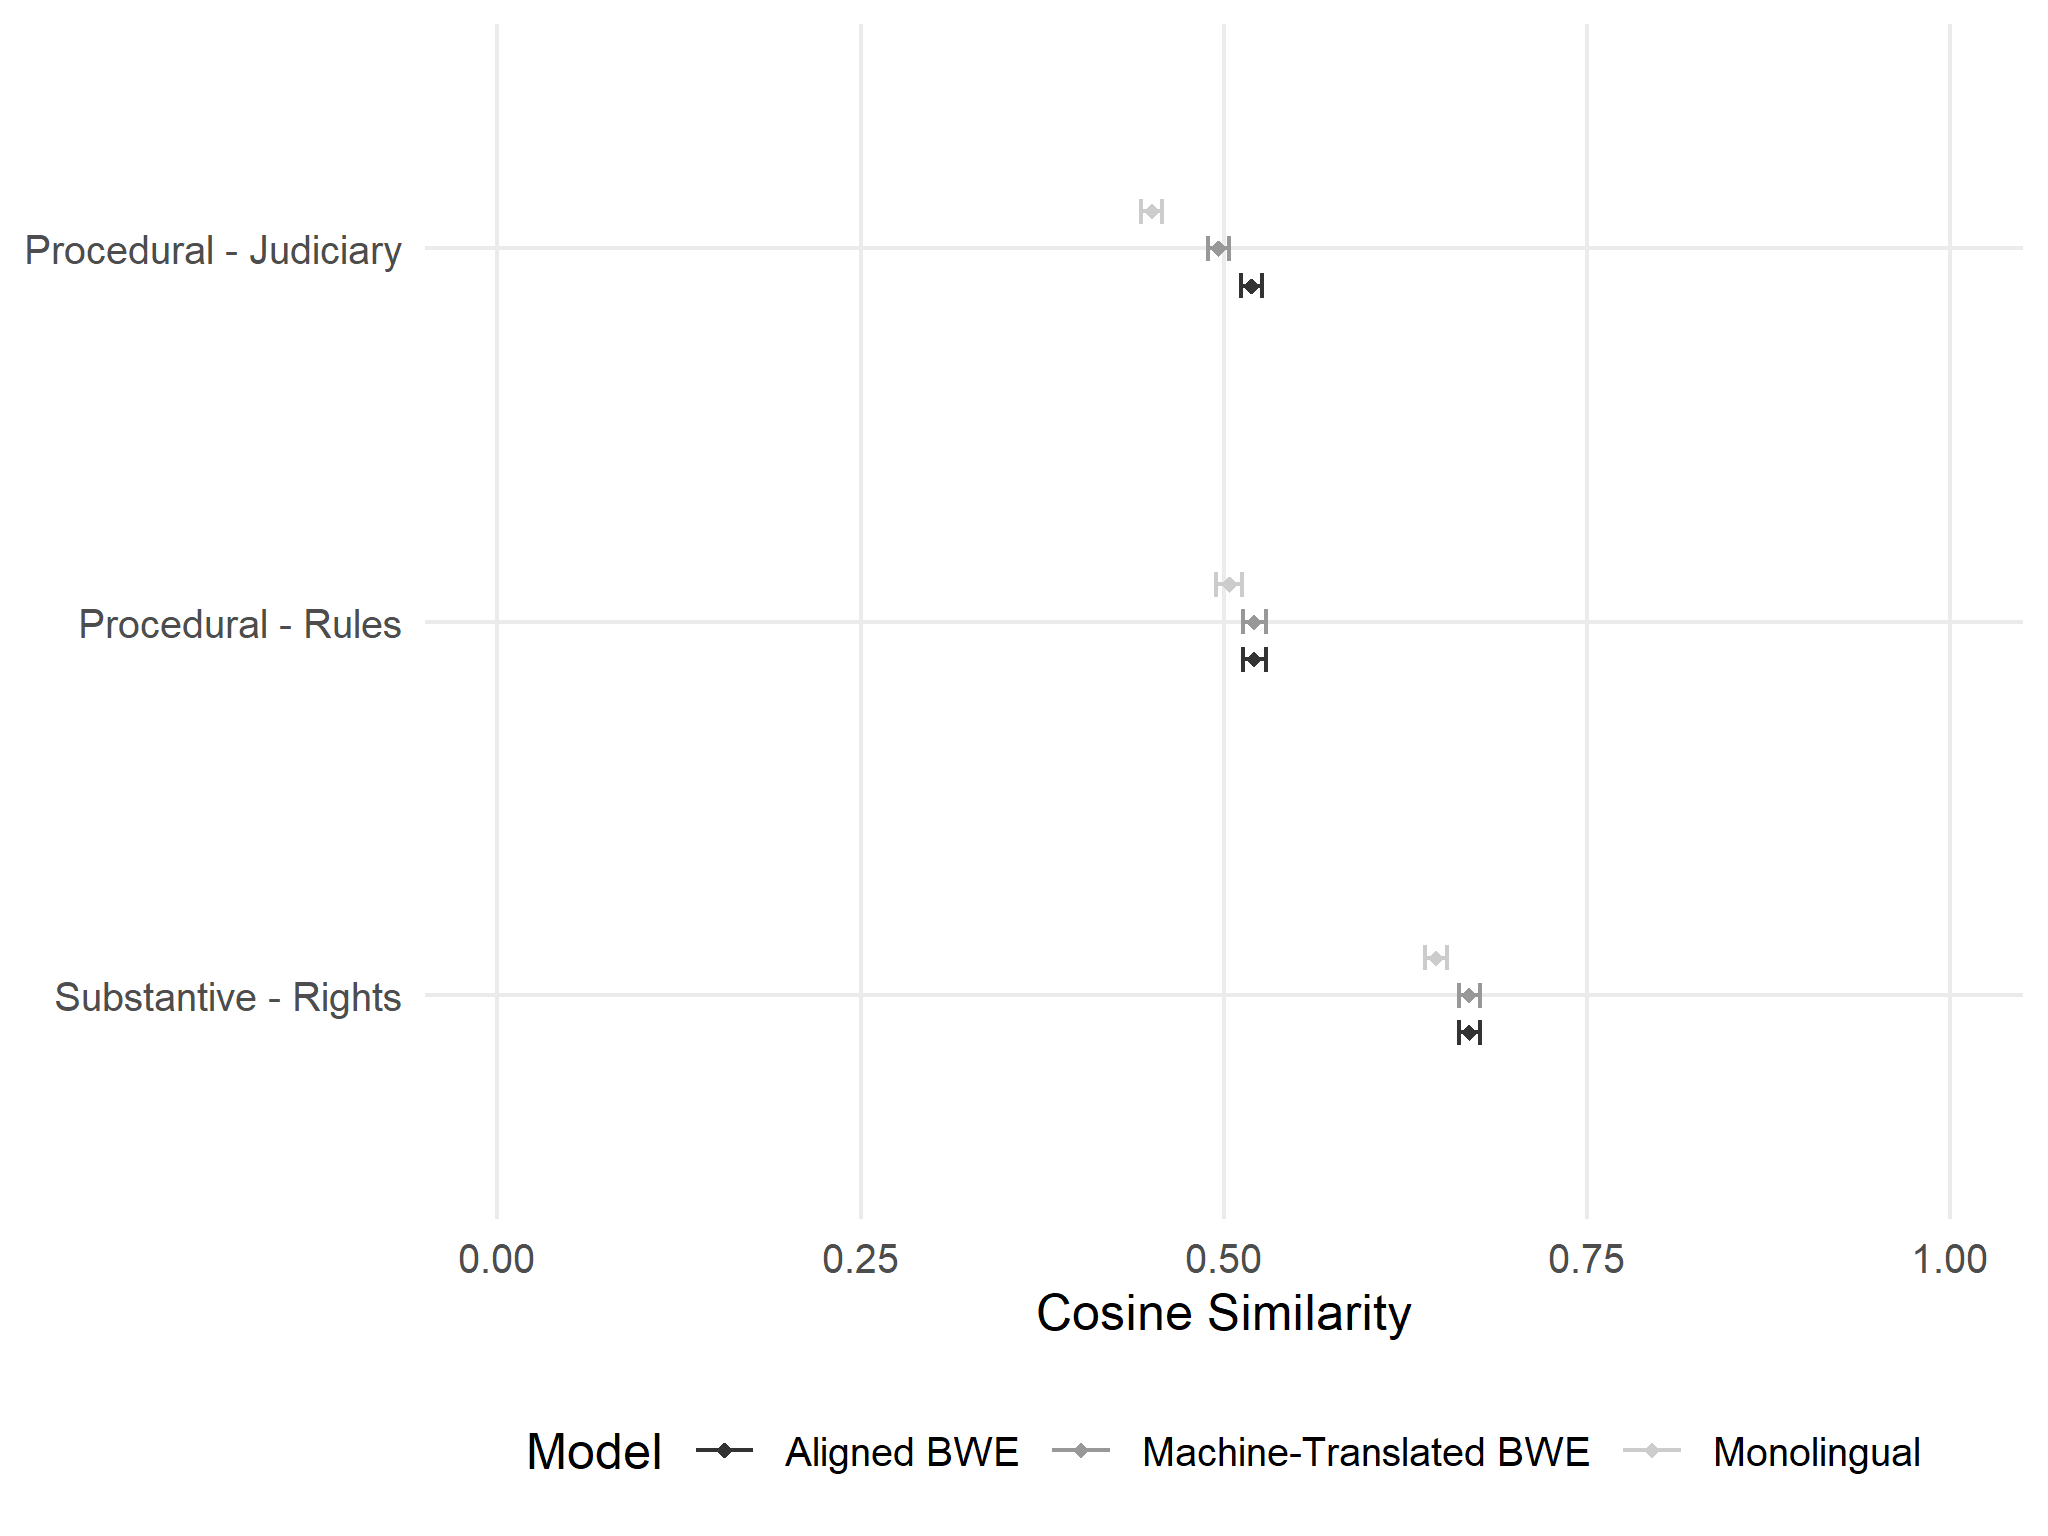 Procedural - Judiciary
Procedural - Rules
Substantive - Rights
0.00 0.25 0.50 0.75 1.00
Cosine Similarity
Model Aligned BWE Machine-Translated BWE Monolingual